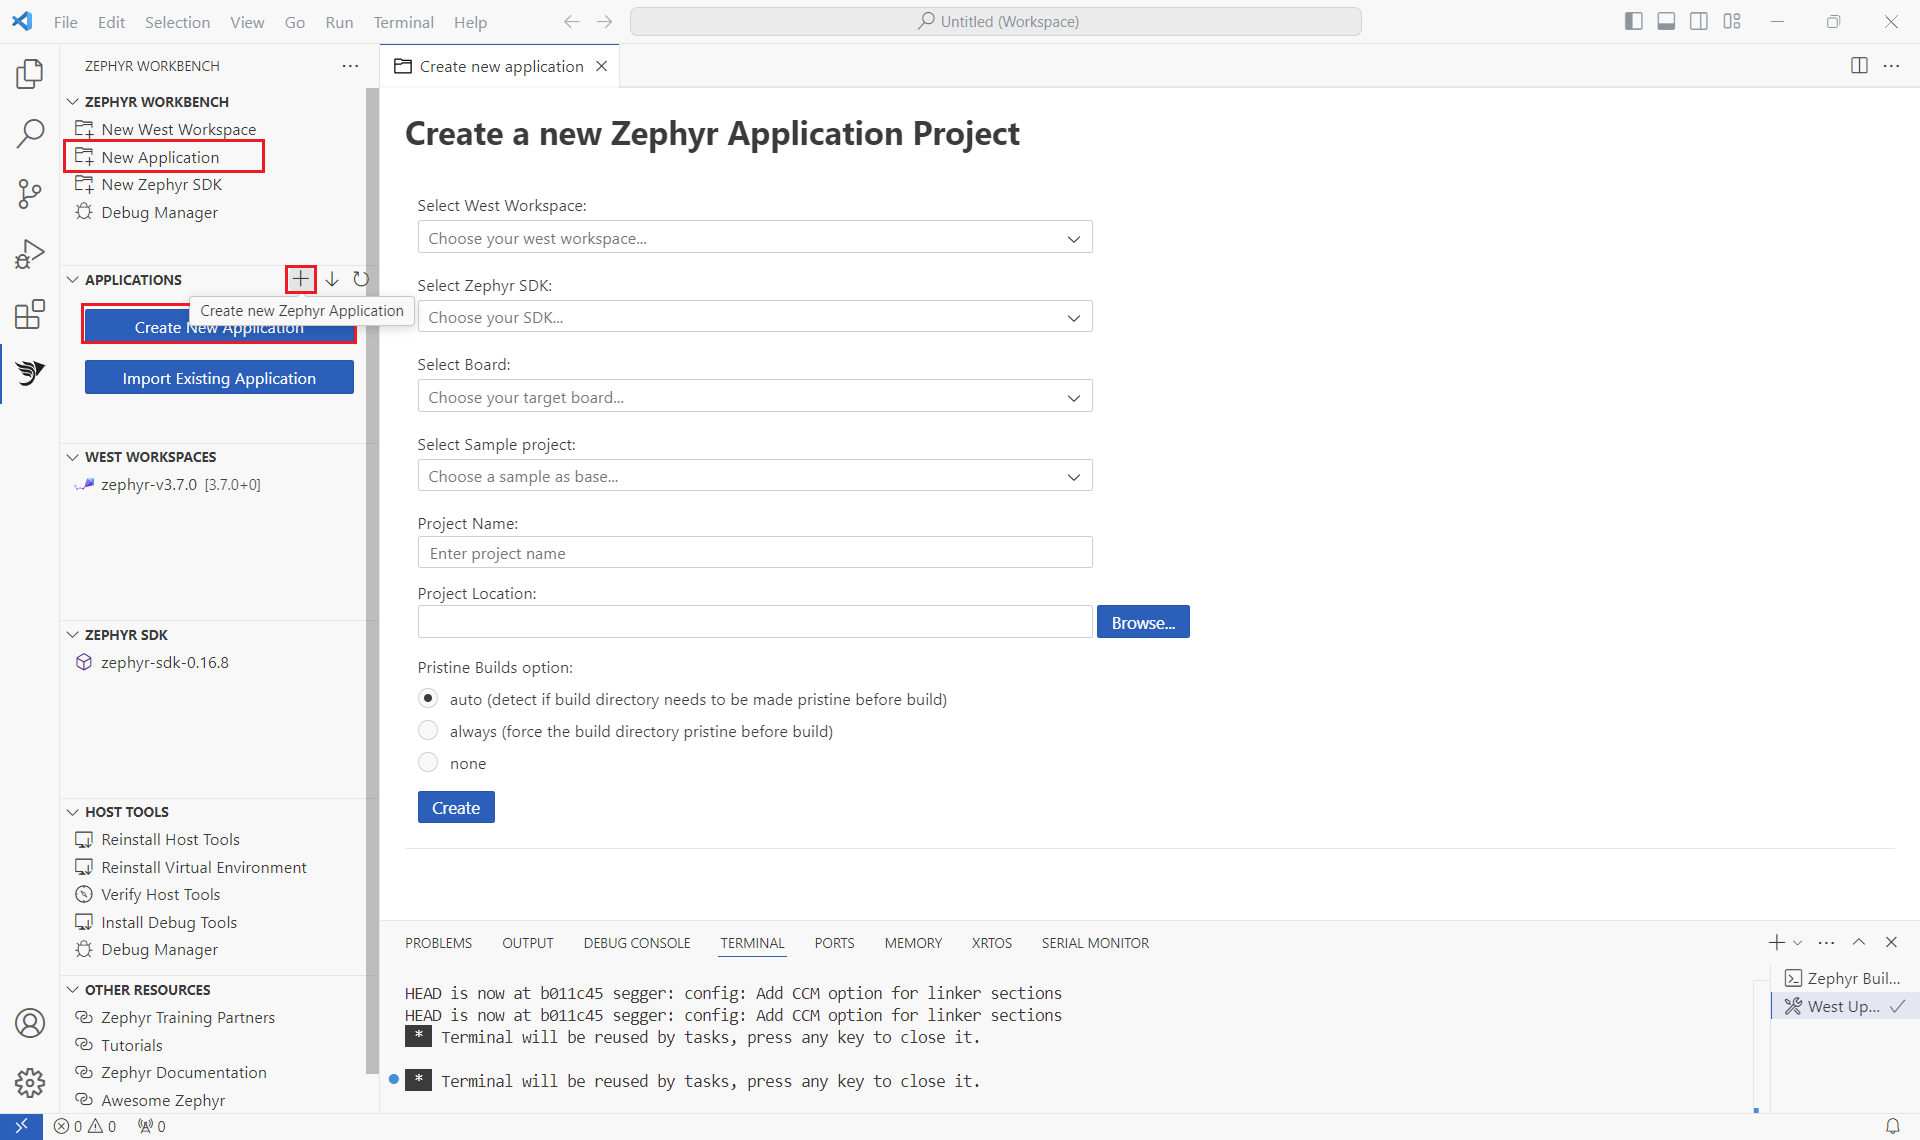 File Edit Selection View Go Run Terminal Help
Untitled (Workspace)
ZEPHYR WORKBENCH
ZEPHYR WORKBENCH
New West Workspace
New Application
New Zephyr SDK
Debug Manager
APPLICATIONS
Create new Zephyr Application
Create New Application
Import Existing Application
WEST WORKSPACES
zephyr-v3.7.0 [3.7.0+0]
ZEPHYR SDK
zephyr-sdk-0.16.8
HOST TOOLS
Reinstall Host Tools
Reinstall Virtual Environment
Verify Host Tools
Install Debug Tools
Debug Manager
OTHER RESOURCES
Zephyr Training Partners
Tutorials
Zephyr Documentation
Awesome Zephyr
Create new application
Create a new Zephyr Application Project
Select West Workspace:
Choose your west workspace...
Select Zephyr SDK:
Choose your SDK...
Select Board:
Choose your target board...
Select Sample project:
Choose a sample as base...
Project Name:
Enter project name
Project Location:
Browse...
Pristine Builds option:
auto (detect if build directory needs to be made pristine before build)
always (force the build directory pristine before build)
none
Create
PROBLEMS OUTPUT DEBUG CONSOLE TERMINAL PORTS MEMORY XRTOS SERIAL MONITOR
HEAD is now at b011c45 segger: config: Add CCM option for linker sections
HEAD is now at b011c45 segger: config: Add CCM option for linker sections
* Terminal will be reused by tasks, press any key to close it.
* Terminal will be reused by tasks, press any key to close it.
Zephyr Buil...
West Up...
0 0 0